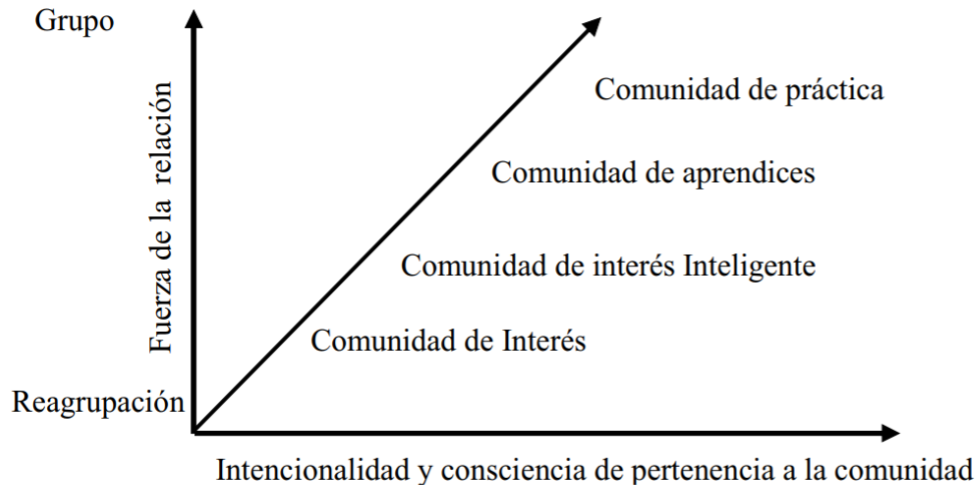 Grupo
Fuerza de la relación
Comunidad de práctica
Comunidad de aprendices
Comunidad de interés Inteligente
Comunidad de Interés
Reagrupación
Intencionalidad y consciencia de pertenencia a la comunidad